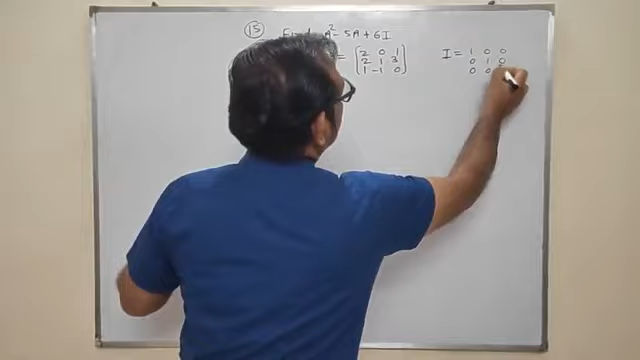 15 A² - 5A + 6I
= [2 0 1
2 1 3
1 -1 0]
I = 1 0 0
0 1 0
0 0